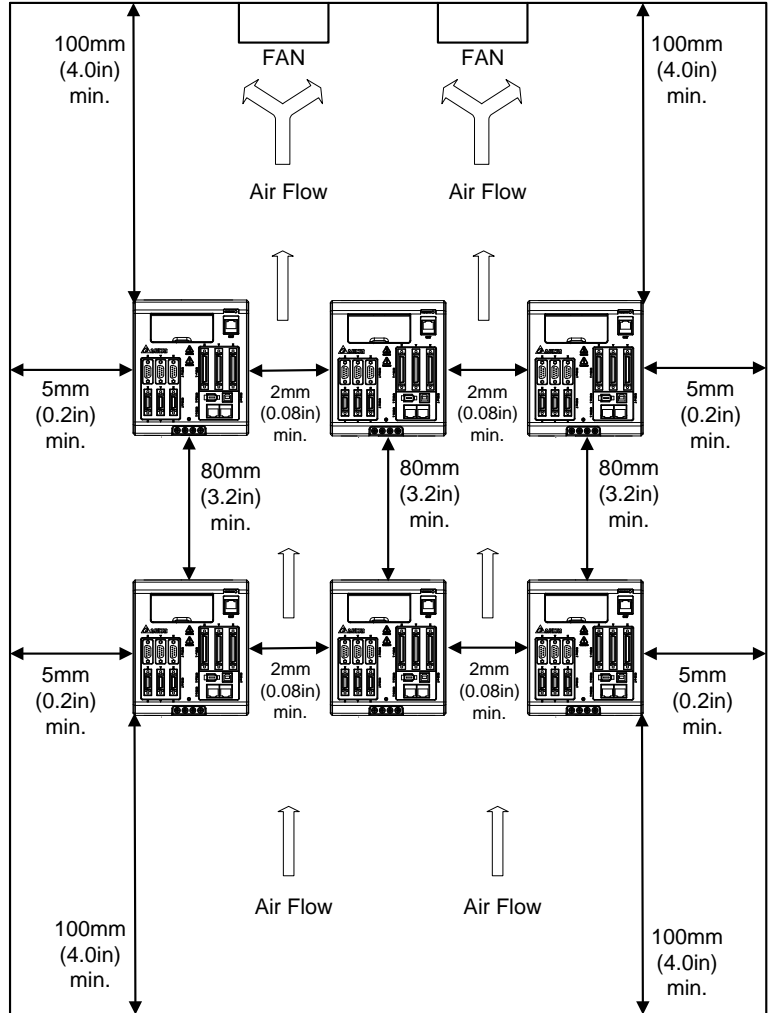 100mm
(4.0in)
min.
FAN
FAN
100mm
(4.0in)
min.
Air Flow
Air Flow
5mm
(0.2in)
min.
2mm
(0.08in)
min.
2mm
(0.08in)
min.
5mm
(0.2in)
min.
80mm
(3.2in)
min.
80mm
(3.2in)
min.
80mm
(3.2in)
min.
5mm
(0.2in)
min.
2mm
(0.08in)
min.
2mm
(0.08in)
min.
5mm
(0.2in)
min.
Air Flow
Air Flow
100mm
(4.0in)
min.
100mm
(4.0in)
min.